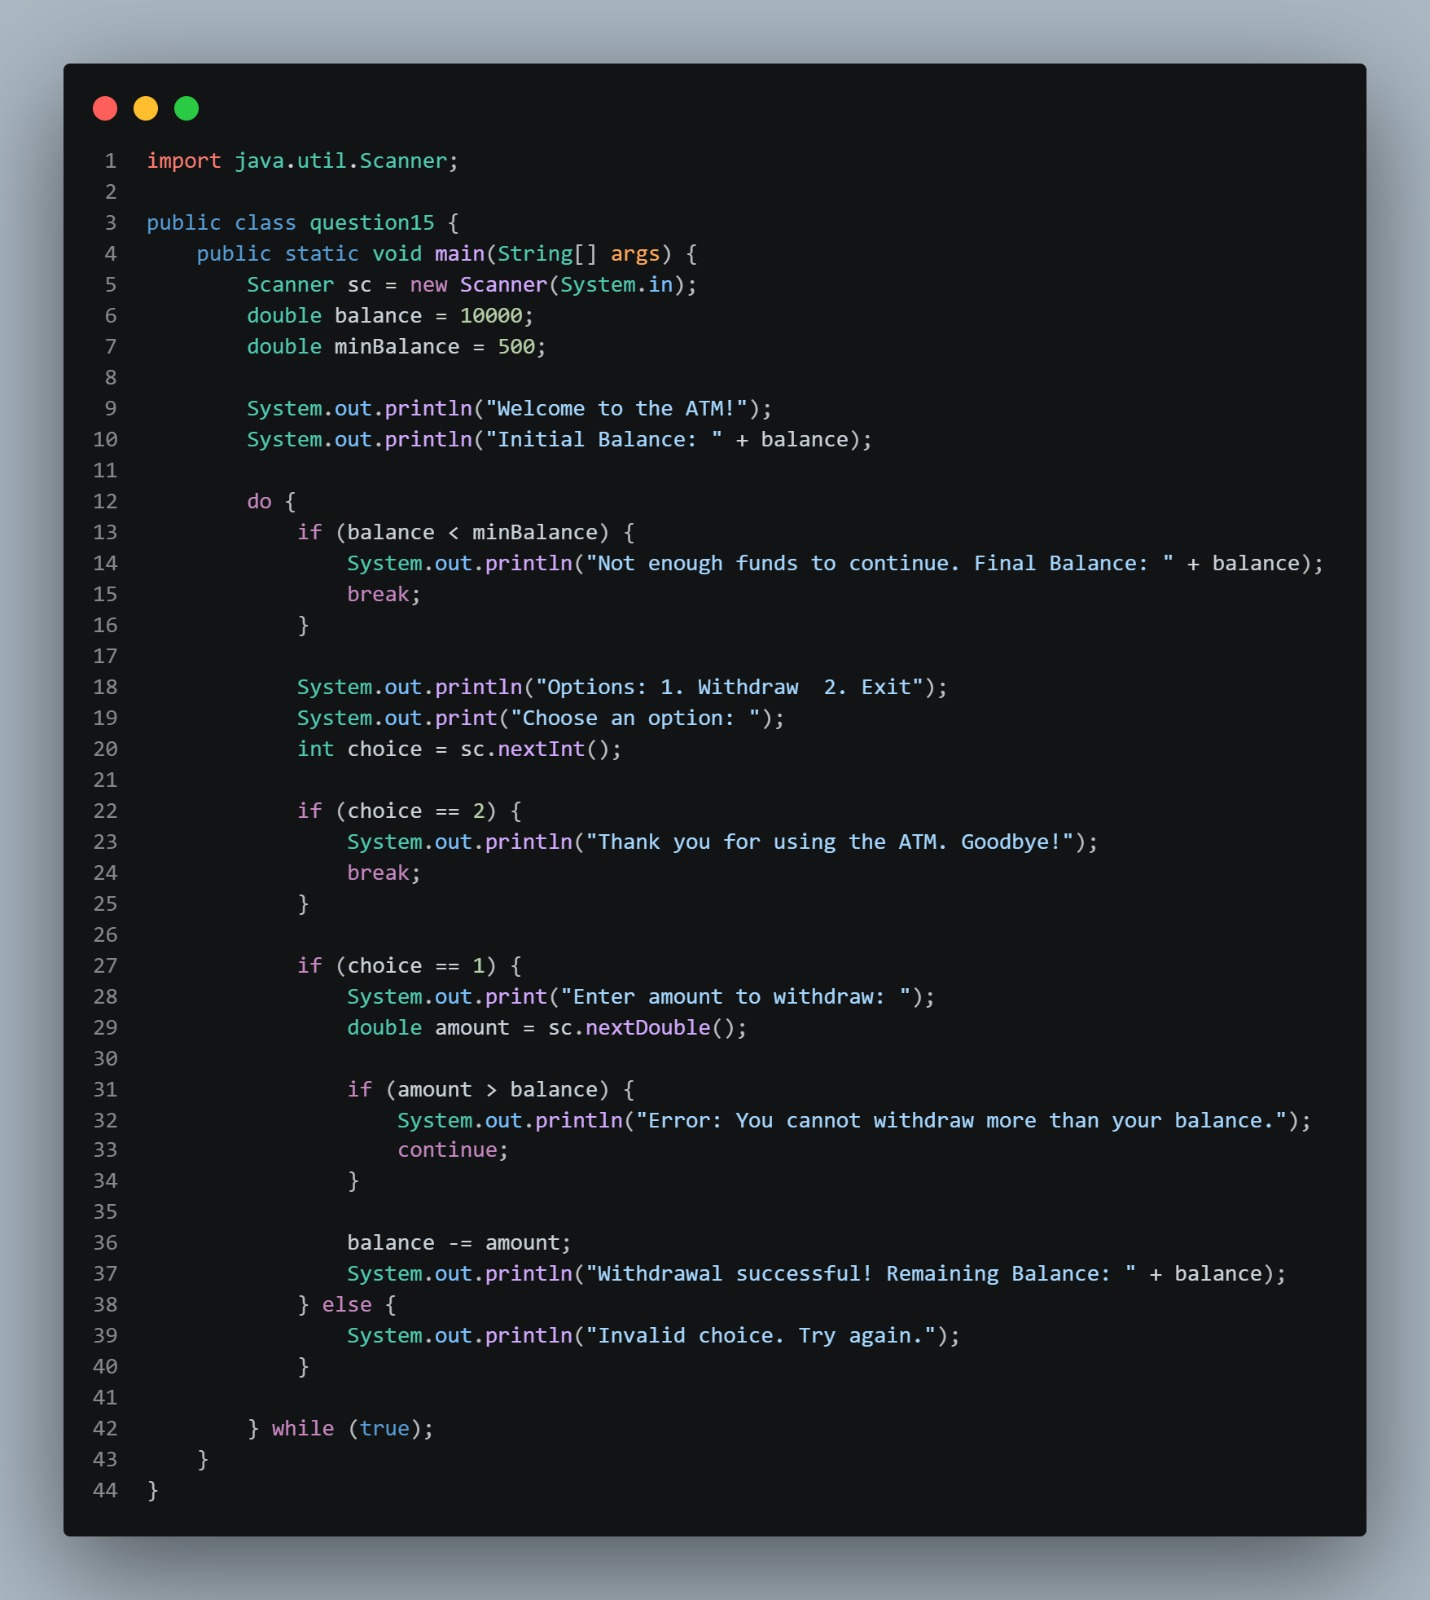 1 import java.util.Scanner;
2
3 public class question15 {
4     public static void main(String[] args) {
5         Scanner sc = new Scanner(System.in);
6         double balance = 10000;
7         double minBalance = 500;
8
9         System.out.println("Welcome to the ATM!");
10         System.out.println("Initial Balance: " + balance);
11
12         do {
13             if (balance < minBalance) {
14                 System.out.println("Not enough funds to continue. Final Balance: " + balance);
15                 break;
16             }
17
18             System.out.println("Options: 1. Withdraw  2. Exit");
19             System.out.print("Choose an option: ");
20             int choice = sc.nextInt();
21
22             if (choice == 2) {
23                 System.out.println("Thank you for using the ATM. Goodbye!");
24                 break;
25             }
26
27             if (choice == 1) {
28                 System.out.print("Enter amount to withdraw: ");
29                 double amount = sc.nextDouble();
30
31                 if (amount > balance) {
32                     System.out.println("Error: You cannot withdraw more than your balance.");
33                     continue;
34                 }
35
36                 balance -= amount;
37                 System.out.println("Withdrawal successful! Remaining Balance: " + balance);
38             } else {
39                 System.out.println("Invalid choice. Try again.");
40             }
41
42         } while (true);
43     }
44 }